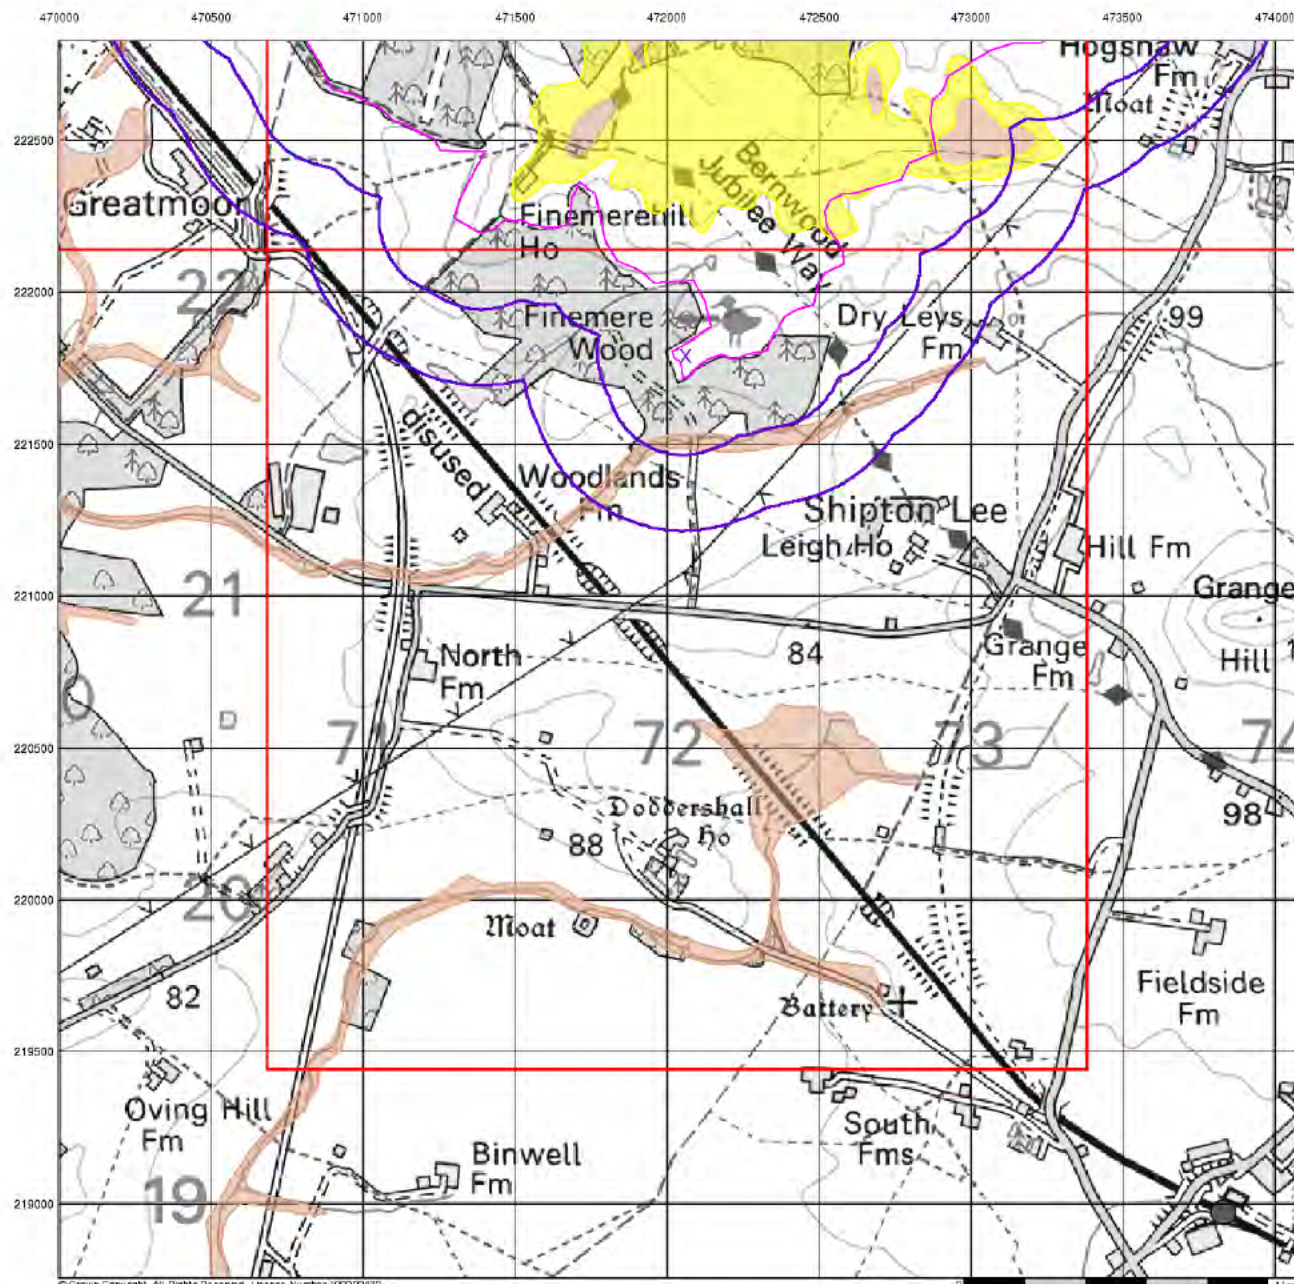 470000 470500 471000 471500 472000 472500 473000 473500 474000
Hogshaw
Fm
Moat
222500
Bernwood
Jubilee Way
Greatmoor
Finemerehill
Ho
22
222000
Finemere
Wood
Dry Leys
Fm
99
221500
disused
Woodlands
Fm
Shipton Lee
Leigh Ho
Hill Fm
21
221000
Grange
Hill
84
Grange
Fm
North
Fm
0
71
72
73
74
220500
Doddershall
Ho
98
88
20
220000
Moat
Fieldside
Fm
82
Battery
219500
Oving Hill
Fm
South
Fms
Binwell
Fm
19
219000